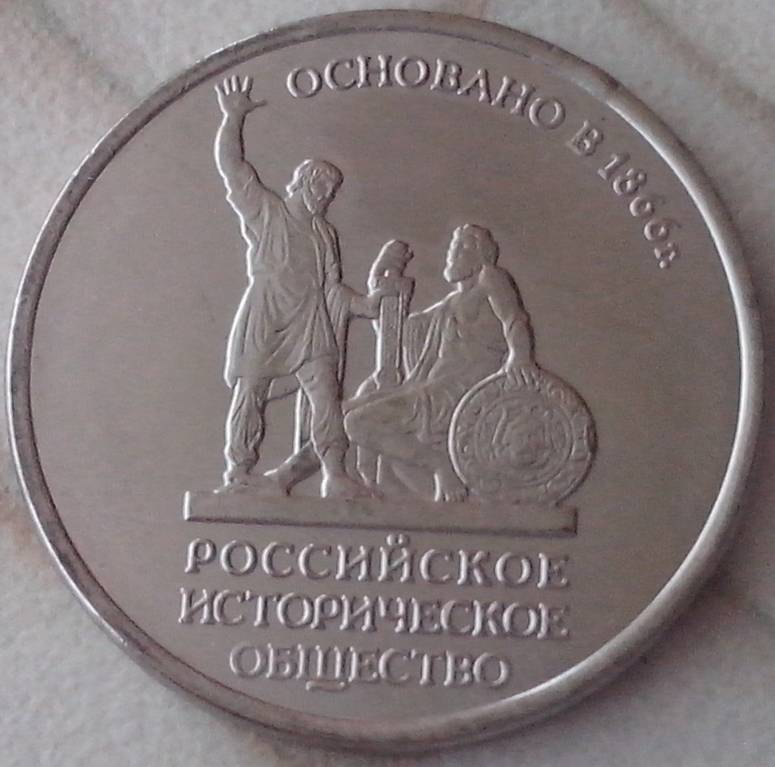 ОСНОВАНО В 1866 г.
РОССИЙСКОЕ
ИСТОРИЧЕСКОЕ
ОБЩЕСТВО